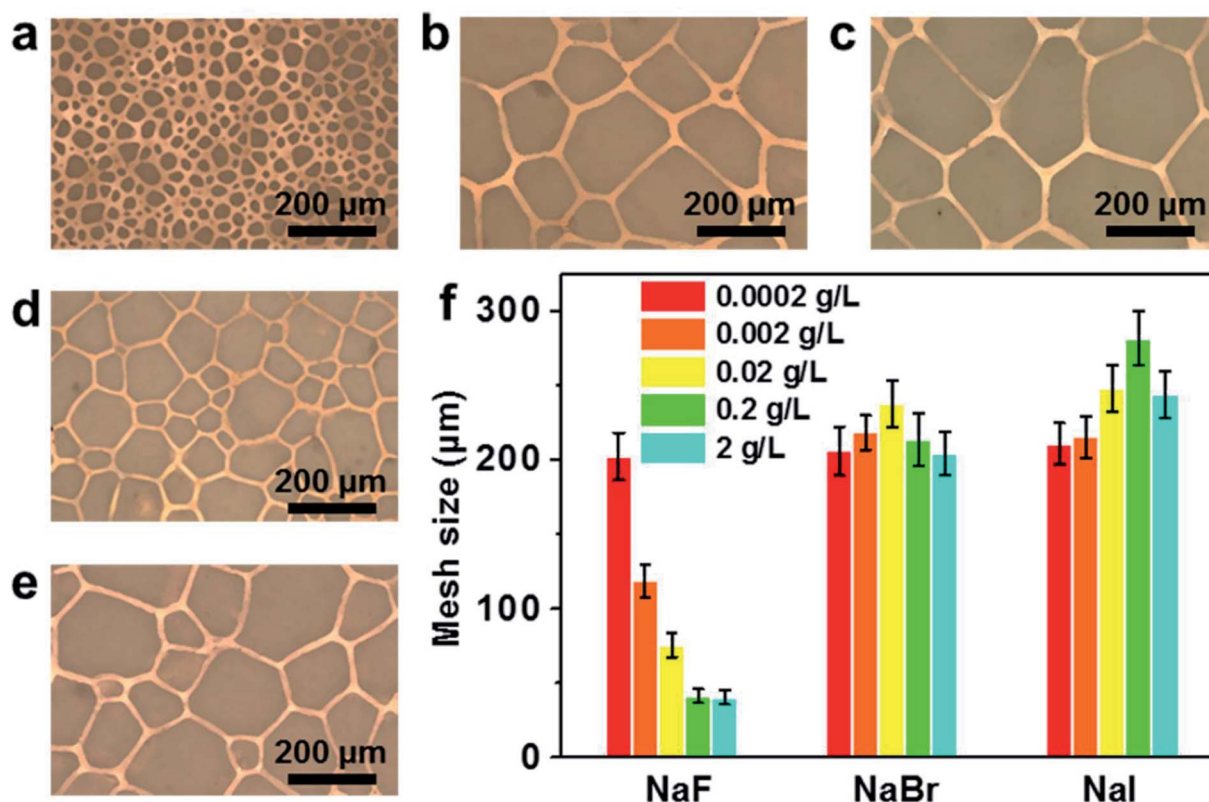 a
200 µm
b
200 µm
c
200 µm
d
200 µm
e
200 µm
f
0.0002 g/L
0.002 g/L
0.02 g/L
0.2 g/L
2 g/L
Mesh size (µm)
300
200
100
0
NaF
NaBr
NaI